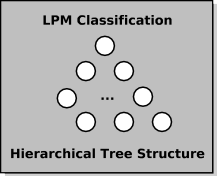 LPM Classification
...
Hierarchical Tree Structure